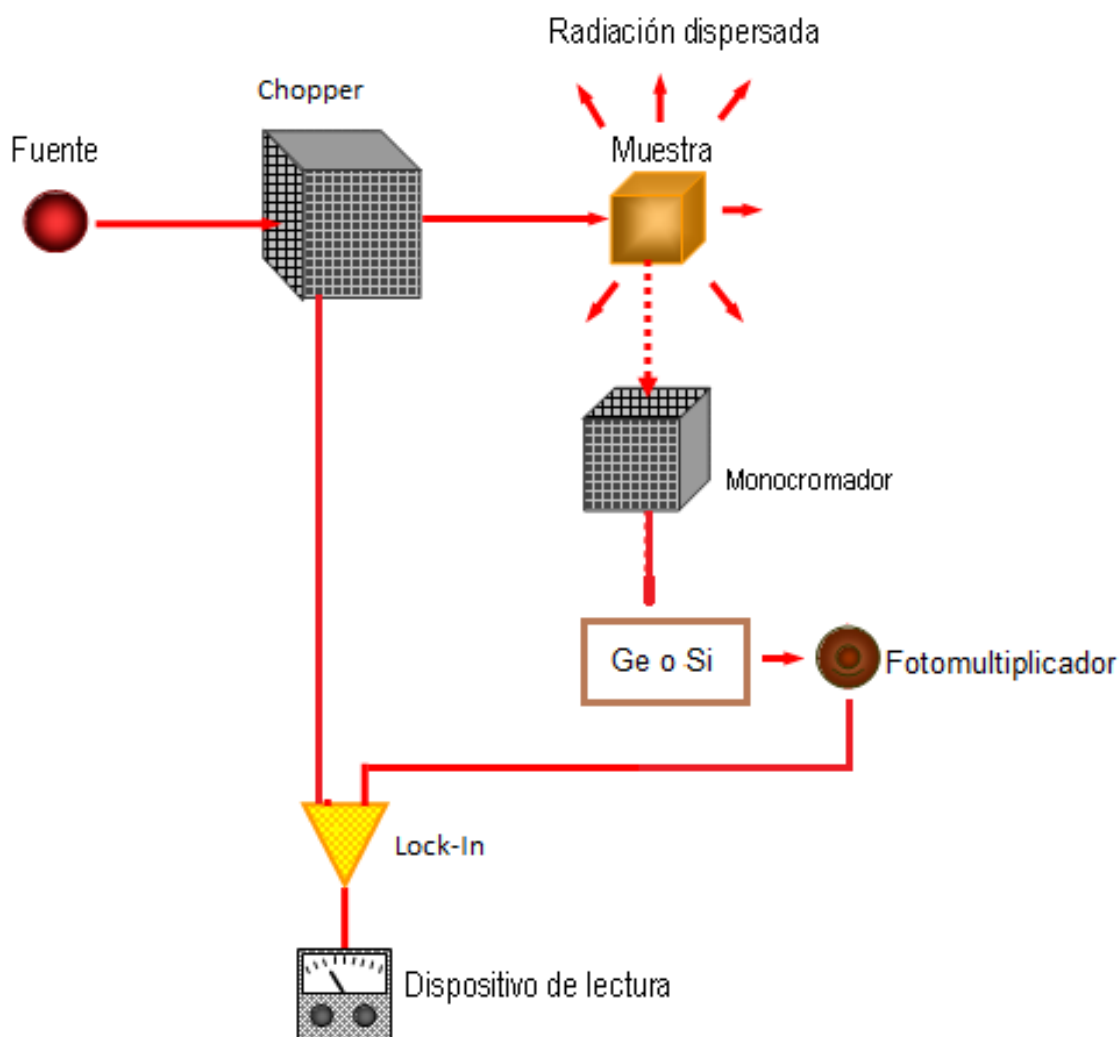 Radiación dispersada
Chopper
Fuente
Muestra
Monocromador
Ge o Si
Fotomultiplicador
Lock-In
Dispositivo de lectura